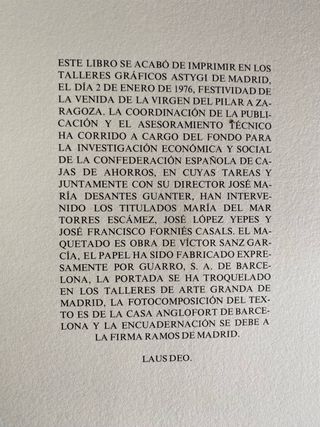 ESTE LIBRO SE ACABÓ DE IMPRIMIR EN LOS
TALLERES GRÁFICOS ASTYGI DE MADRID,
EL DÍA 2 DE ENERO DE 1976, FESTIVIDAD DE
LA VENIDA DE LA VIRGEN DEL PILAR A ZA-
RAGOZA. LA COORDINACIÓN DE LA PUBLI-
CACIÓN Y EL ASESORAMIENTO TÉCNICO
HA CORRIDO A CARGO DEL FONDO PARA
LA INVESTIGACIÓN ECONÓMICA Y SOCIAL
DE LA CONFEDERACIÓN ESPAÑOLA DE CA-
JAS DE AHORROS, EN CUYAS TAREAS Y
JUNTAMENTE CON SU DIRECTOR JOSÉ MA-
RÍA DESANTES GUANTER, HAN INTERVE-
NIDO LOS TITULADOS MARÍA DEL MAR
TORRES ESCÁMEZ, JOSÉ LÓPEZ YEPES Y
JOSÉ FRANCISCO FORNIÉS CASALS. EL MA-
QUETADO ES OBRA DE VÍCTOR SANZ GAR-
CÍA, EL PAPEL HA SIDO FABRICADO EXPRE-
SAMENTE POR GUARRO, S. A. DE BARCE-
LONA, LA PORTADA SE HA TROQUELADO
EN LOS TALLERES DE ARTE GRANDA DE
MADRID, LA FOTOCOMPOSICIÓN DEL TEX-
TO ES DE LA CASA ANGLOFORT DE BARCE-
LONA Y LA ENCUADERNACIÓN SE DEBE A
LA FIRMA RAMOS DE MADRID.
LAUS DEO.